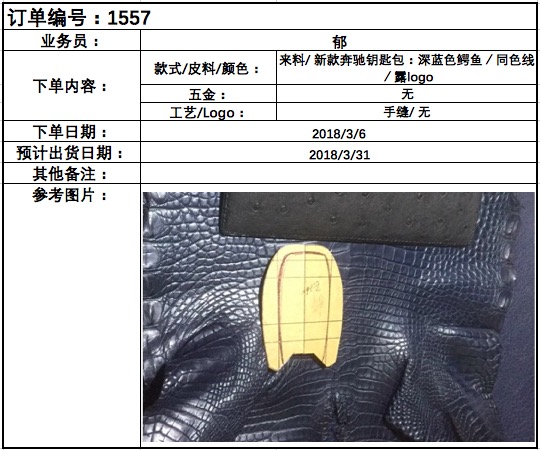 订单编号：1557
业务员：
郁
下单内容：
款式/皮料/颜色：
来料/ 新款奔驰钥匙包：深蓝色鳄鱼 / 同色线
/ 露logo
五金：
无
工艺/Logo：
手缝/ 无
下单日期：
2018/3/6
预计出货日期：
2018/3/31
其他备注：
参考图片：